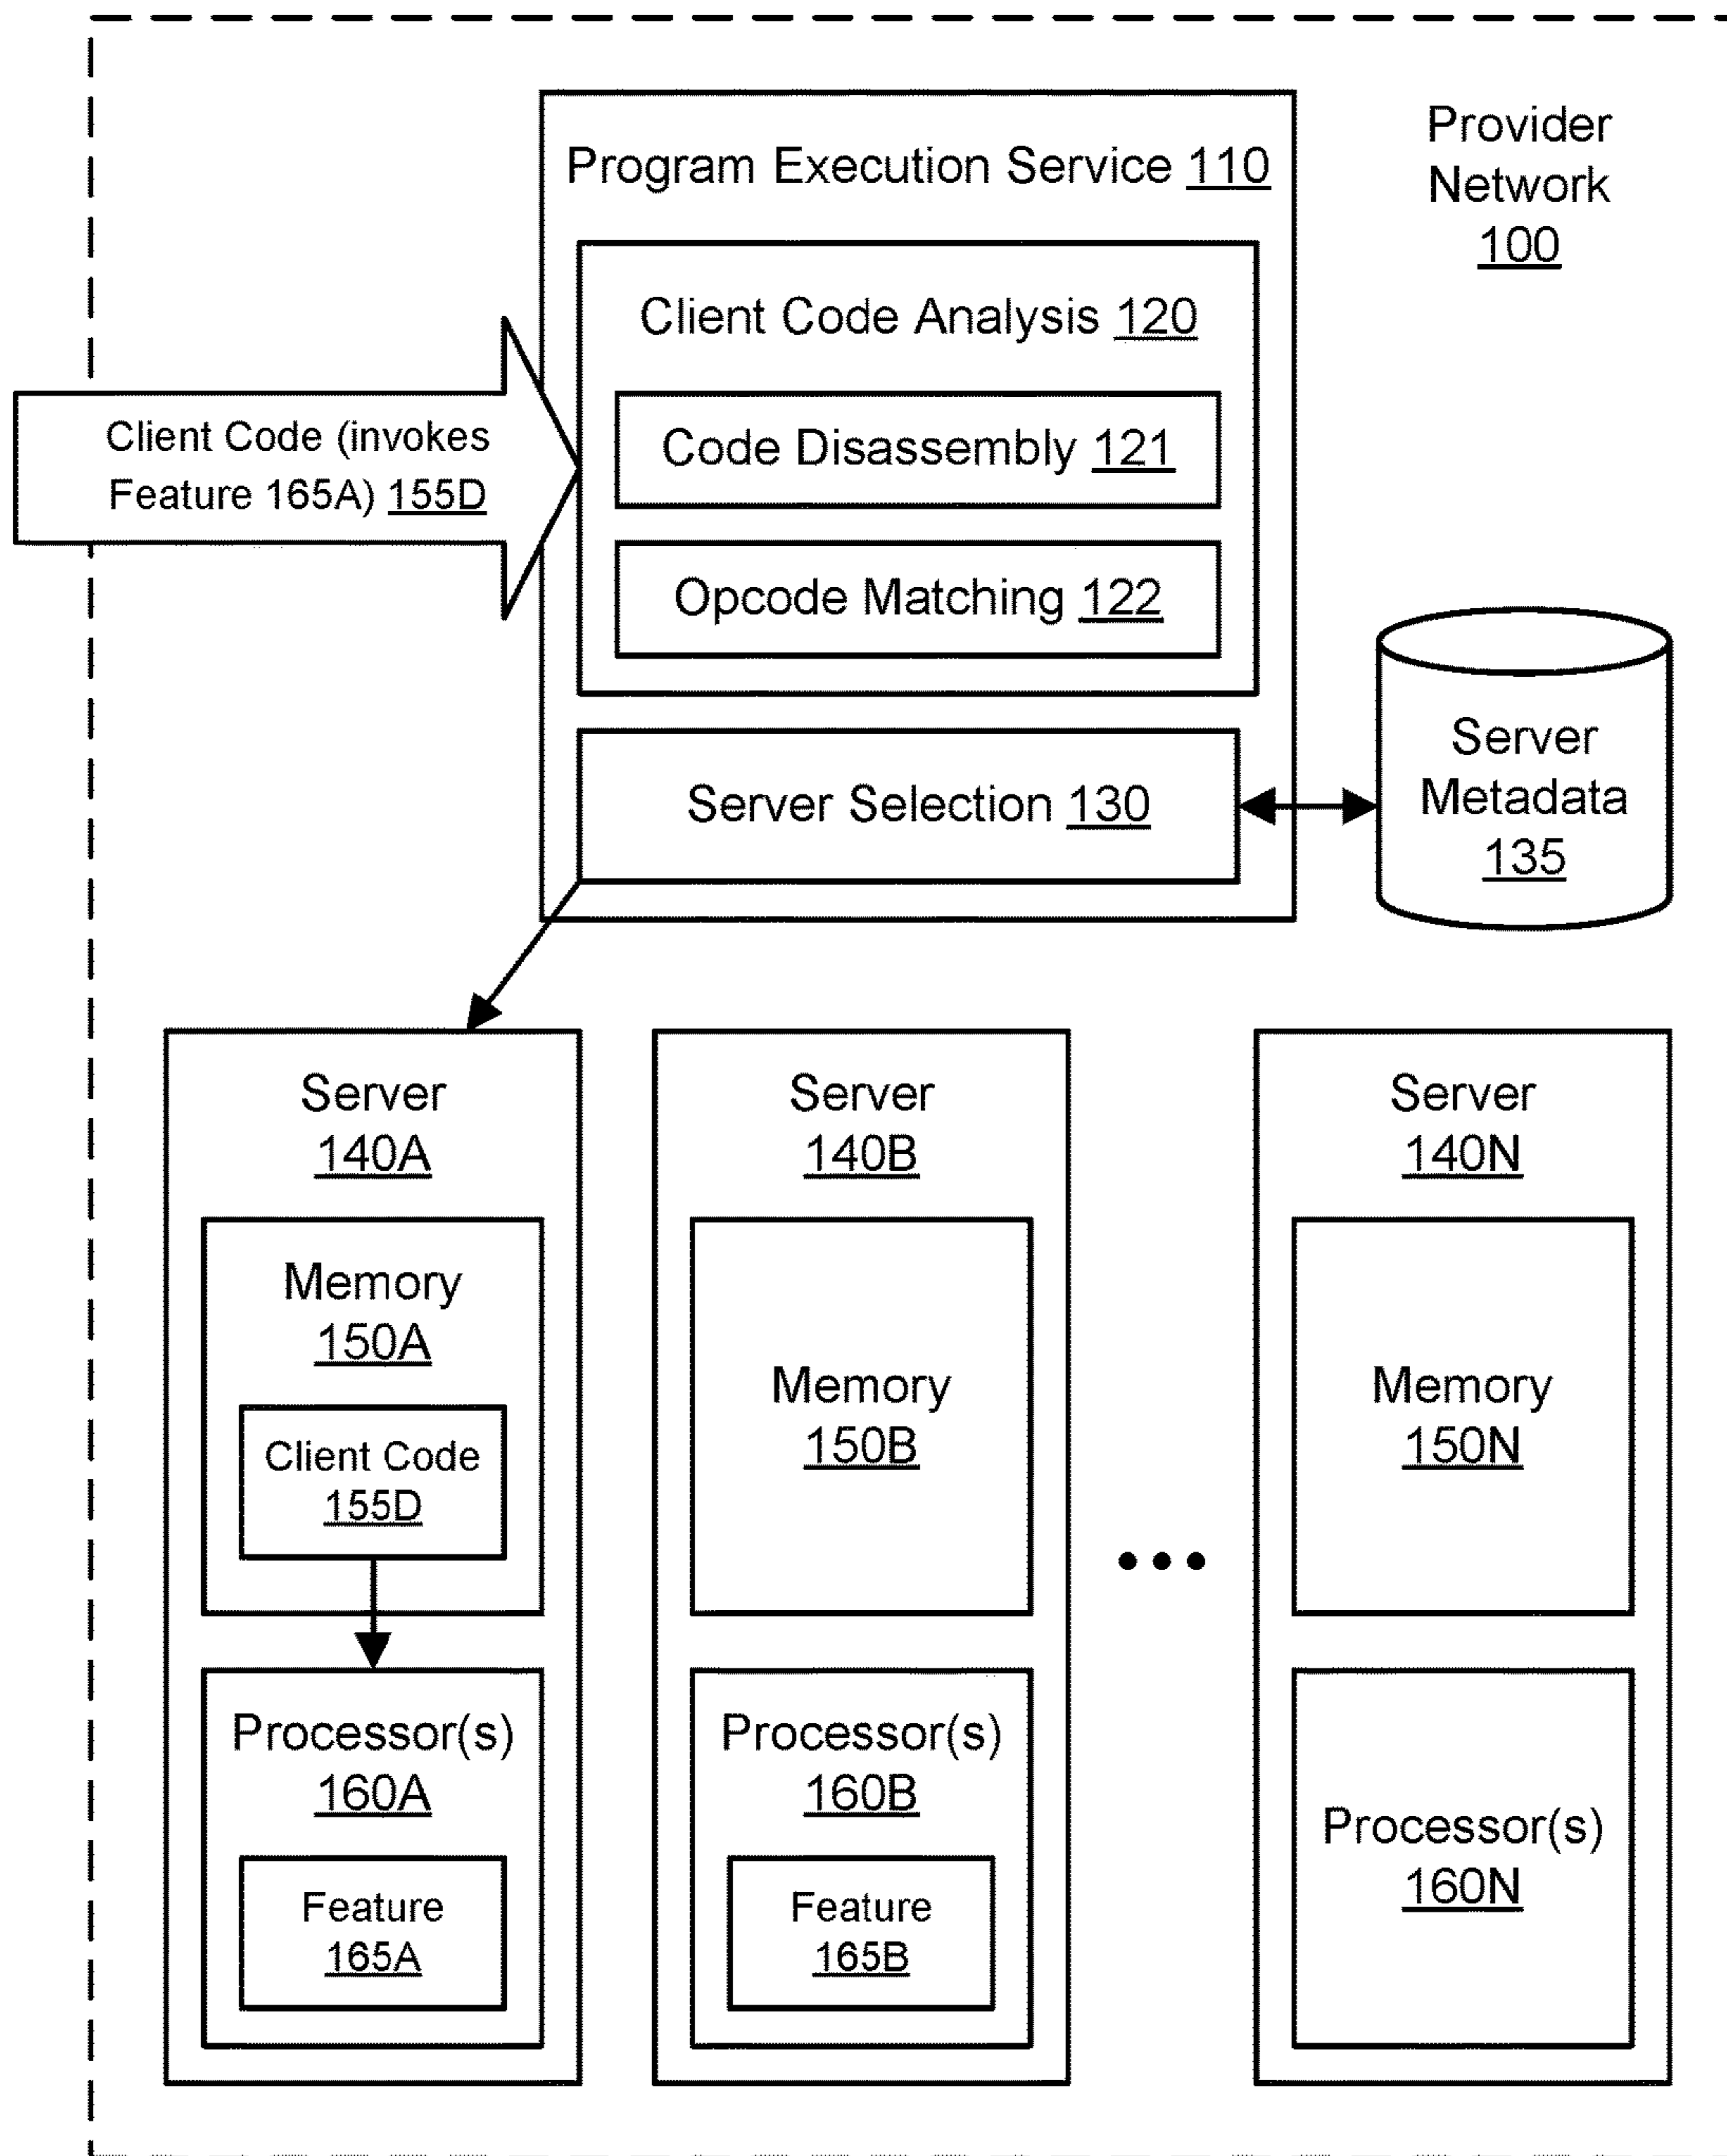 Provider
Network
100
Program Execution Service 110
Client Code Analysis 120
Code Disassembly 121
Opcode Matching 122
Client Code (invokes
Feature 165A) 155D
Server Selection 130
Server
Metadata
135
Server
140A
Memory
150A
Client Code
155D
Processor(s)
160A
Feature
165A
Server
140B
Memory
150B
Processor(s)
160B
Feature
165B
•••
Server
140N
Memory
150N
Processor(s)
160N